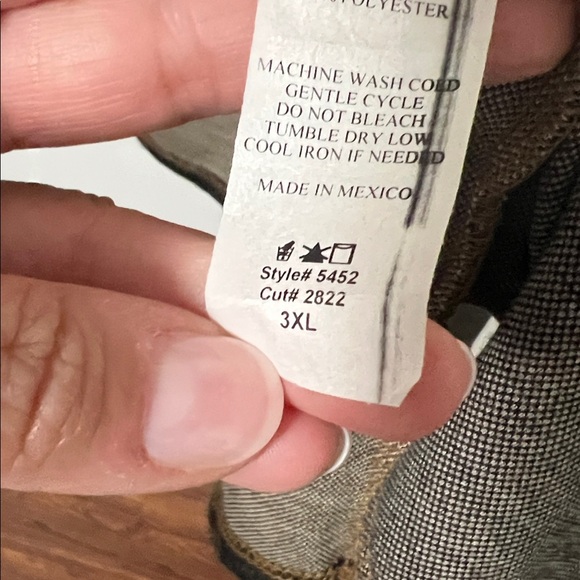 POLYESTER
MACHINE WASH COLD
GENTLE CYCLE
DO NOT BLEACH
TUMBLE DRY LOW
COOL IRON IF NEEDED
MADE IN MEXICO
Style# 5452
Cut# 2822
3XL